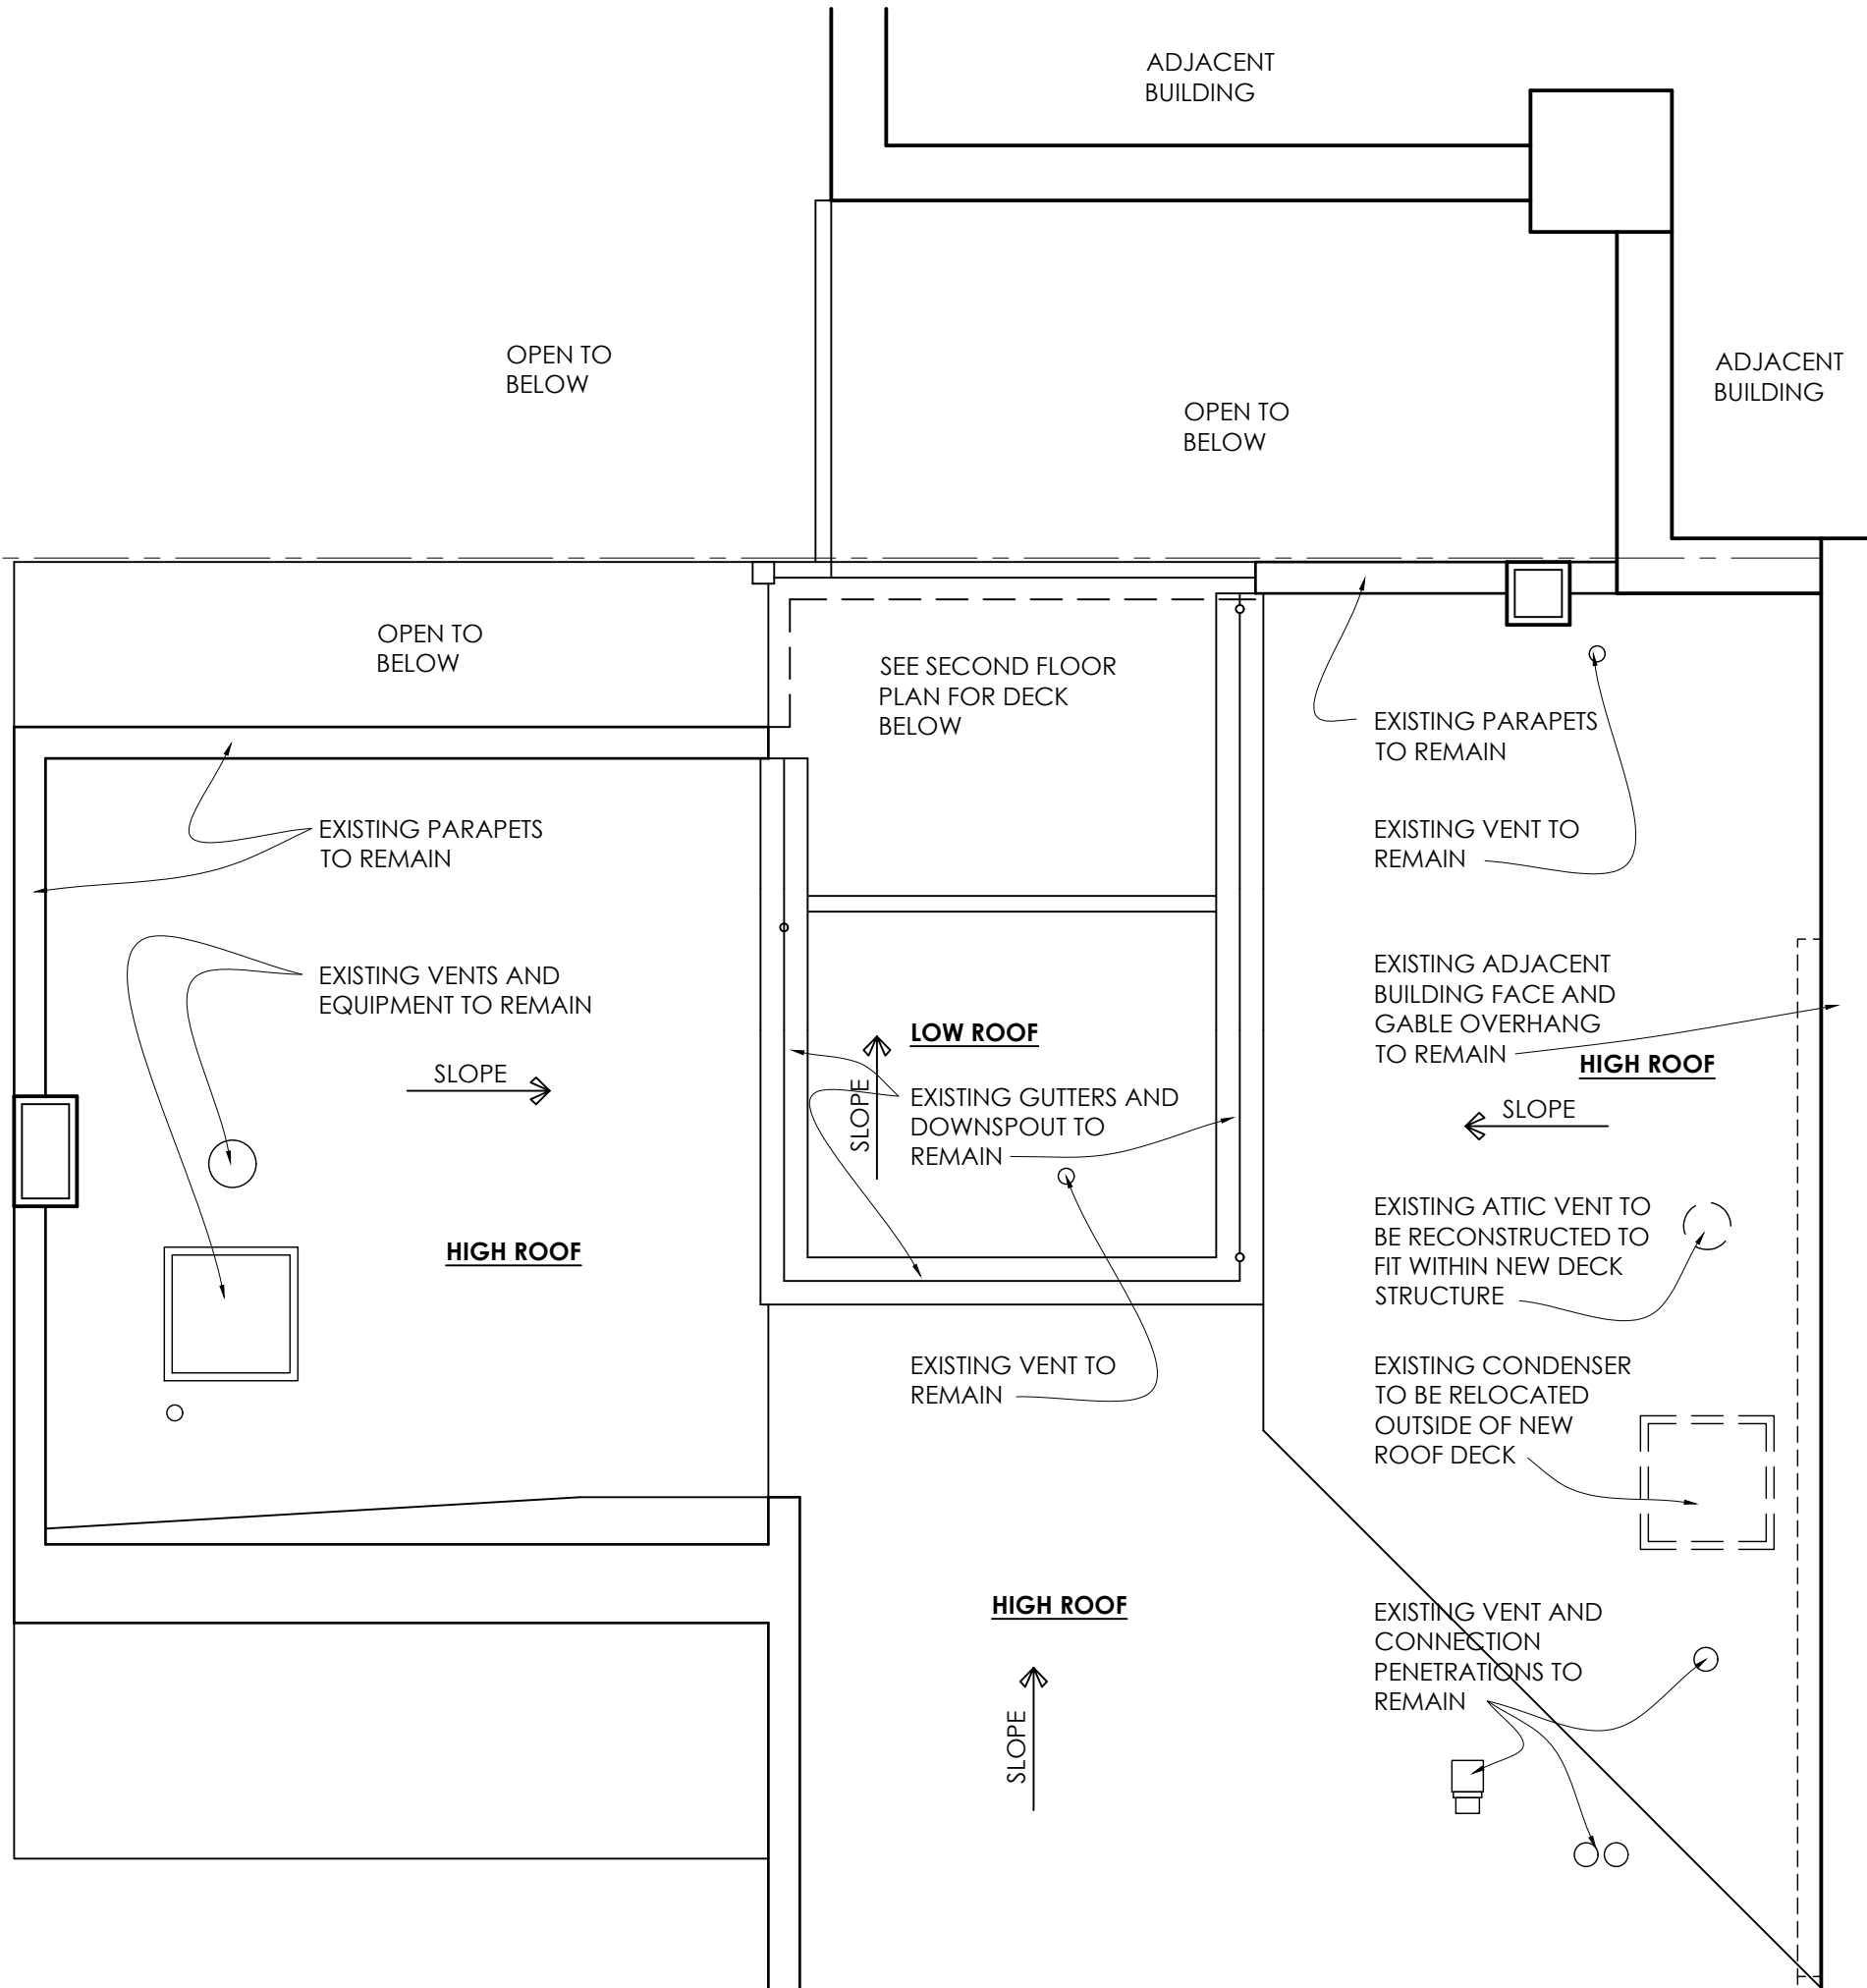 ADJACENT
BUILDING
OPEN TO
BELOW
ADJACENT
BUILDING
OPEN TO
BELOW
OPEN TO
BELOW
SEE SECOND FLOOR
PLAN FOR DECK
BELOW
EXISTING PARAPETS
TO REMAIN
EXISTING PARAPETS
TO REMAIN
EXISTING VENT TO
REMAIN
EXISTING VENTS AND
EQUIPMENT TO REMAIN
EXISTING ADJACENT
BUILDING FACE AND
GABLE OVERHANG
TO REMAIN
LOW ROOF
HIGH ROOF
SLOPE
SLOPE
EXISTING GUTTERS AND
DOWNSPOUT TO
REMAIN
SLOPE
HIGH ROOF
EXISTING ATTIC VENT TO
BE RECONSTRUCTED TO
FIT WITHIN NEW DECK
STRUCTURE
EXISTING VENT TO
REMAIN
EXISTING CONDENSER
TO BE RELOCATED
OUTSIDE OF NEW
ROOF DECK
HIGH ROOF
EXISTING VENT AND
CONNECTION
PENETRATIONS TO
REMAIN
SLOPE